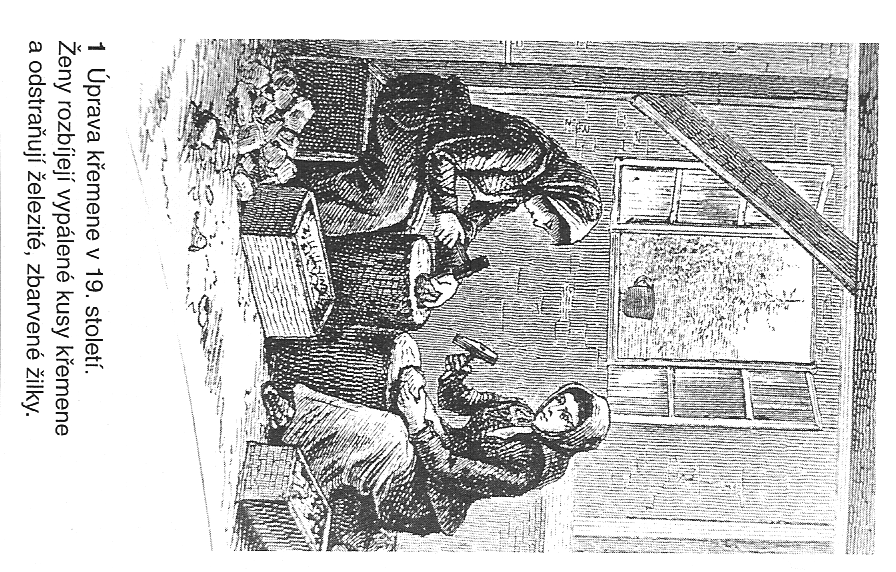 1 Úprava křemene v 19. století.
Ženy rozbíjejí vypálené kusy křemene
a odstraňují železité, zbarvené žilky.